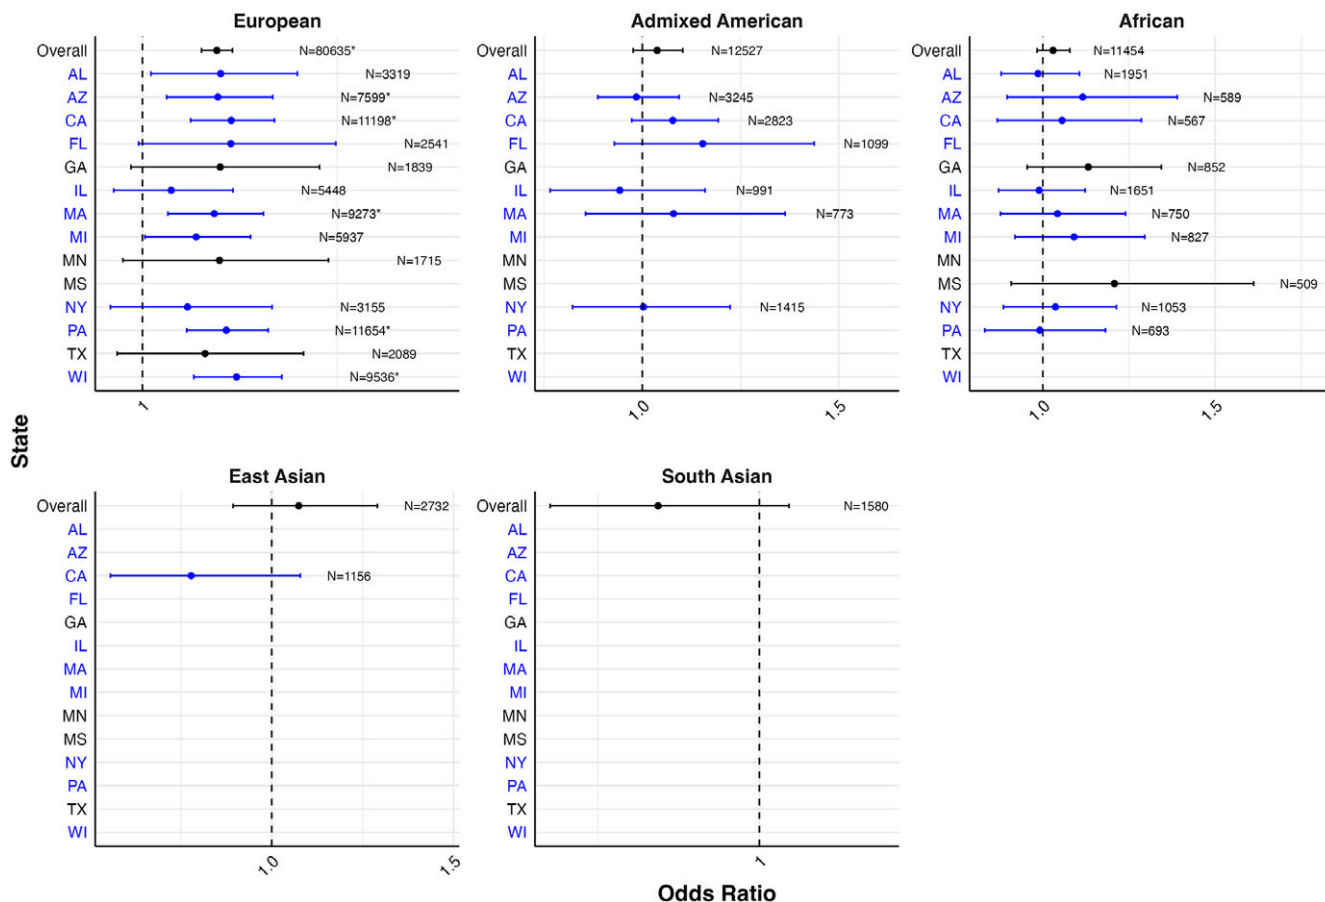 European
Overall N=80635*
AL N=3319
AZ N=7599*
CA N=11198*
FL N=2541
GA N=1839
IL N=5448
MA N=9273*
MI N=5937
MN N=1715
MS
NY N=3155
PA N=11654*
TX N=2089
WI N=9536*
1
Admixed American
Overall N=12527
AL
AZ N=3245
CA N=2823
FL N=1099
GA
IL N=991
MA N=773
MI
MN
MS
NY N=1415
PA
TX
WI
1.0 1.5
African
Overall N=11454
AL N=1951
AZ N=589
CA N=567
FL
GA N=852
IL N=1651
MA N=750
MI N=827
MN
MS N=509
NY N=1053
PA N=693
TX
WI
1.0 1.5
State
East Asian
Overall N=2732
AL
AZ
CA N=1156
FL
GA
IL
MA
MI
MN
MS
NY
PA
TX
WI
1.0 1.5
South Asian
Overall N=1580
AL
AZ
CA
FL
GA
IL
MA
MI
MN
MS
NY
PA
TX
WI
1
Odds Ratio